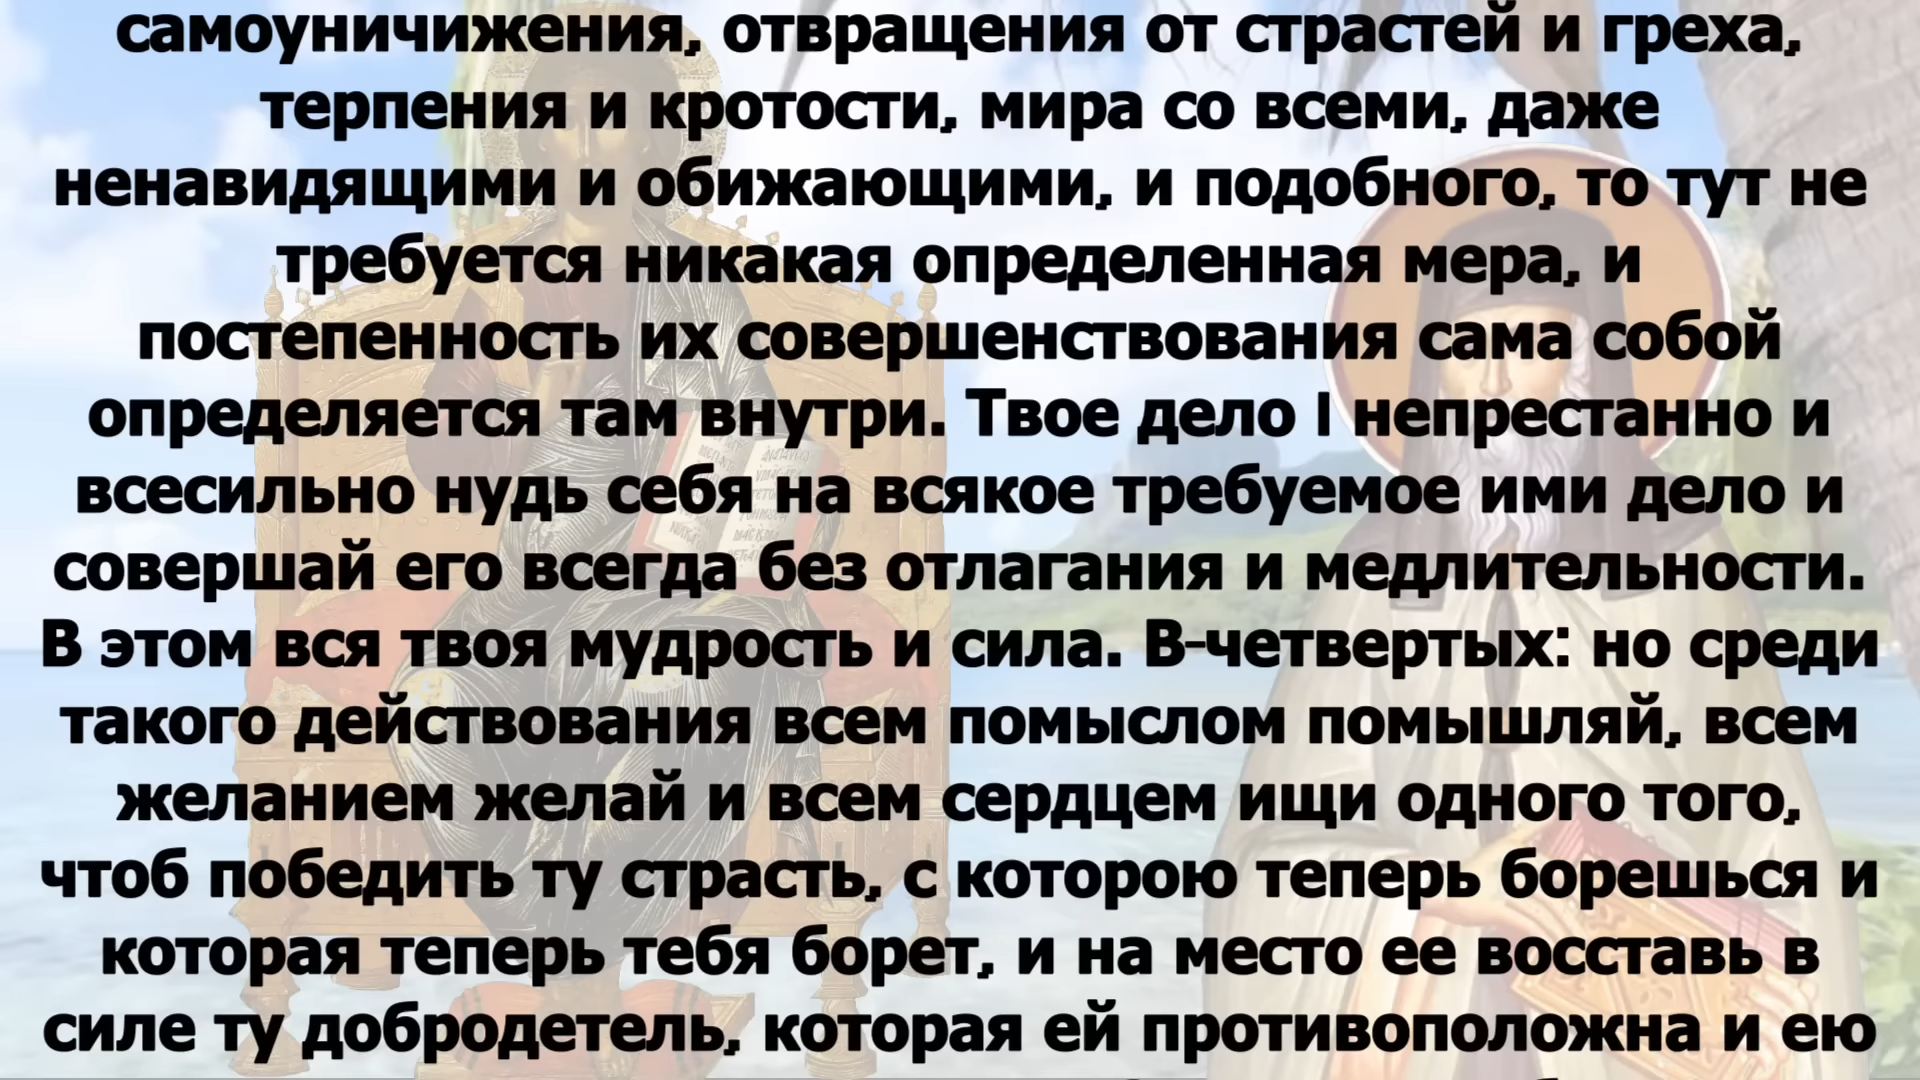 самоуничижения, отвращения от страстей и греха,
терпения и кротости, мира со всеми, даже
ненавидящими и обижающими, и подобного, то тут не
требуется никакая определенная мера, и
постепенность их совершенствования сама собой
определяется там внутри. Твое дело l непрестанно и
всесильно нудь себя на всякое требуемое ими дело и
совершай его всегда без отлагания и медлительности.
В этом вся твоя мудрость и сила. В-четвертых: но среди
такого действования всем помыслом помышляй, всем
желанием желай и всем сердцем ищи одного того,
чтоб победить ту страсть, с которою теперь борешься и
которая теперь тебя борет, и на место ее восставь в
силе ту добродетель, которая ей противоположна и ею